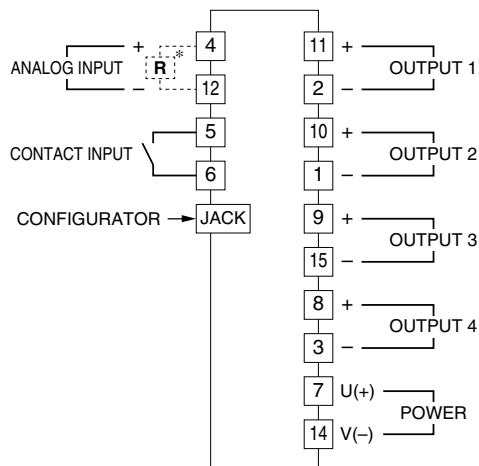 ANALOG INPUT + R * 4
– 12
CONTACT INPUT 5
6
CONFIGURATOR → JACK
11 + OUTPUT 1
2 –
10 + OUTPUT 2
1 –
9 + OUTPUT 3
15 –
8 + OUTPUT 4
3 –
7 U(+) POWER
14 V(–)